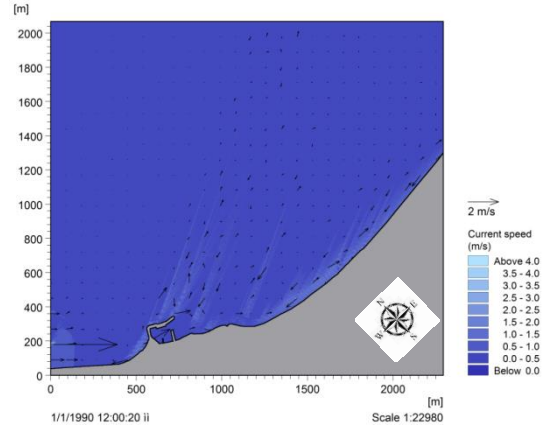 [m]
2000
1800
1600
1400
1200
1000
800
600
400
200
0
0
500
1000
1500
2000
[m]
1/1/1990 12:00:20 ìì
Scale 1:22980
2 m/s
Current speed
(m/s)
Above 4.0
3.5 - 4.0
3.0 - 3.5
2.5 - 3.0
2.0 - 2.5
1.5 - 2.0
1.0 - 1.5
0.5 - 1.0
0.0 - 0.5
Below 0.0
N
E
W